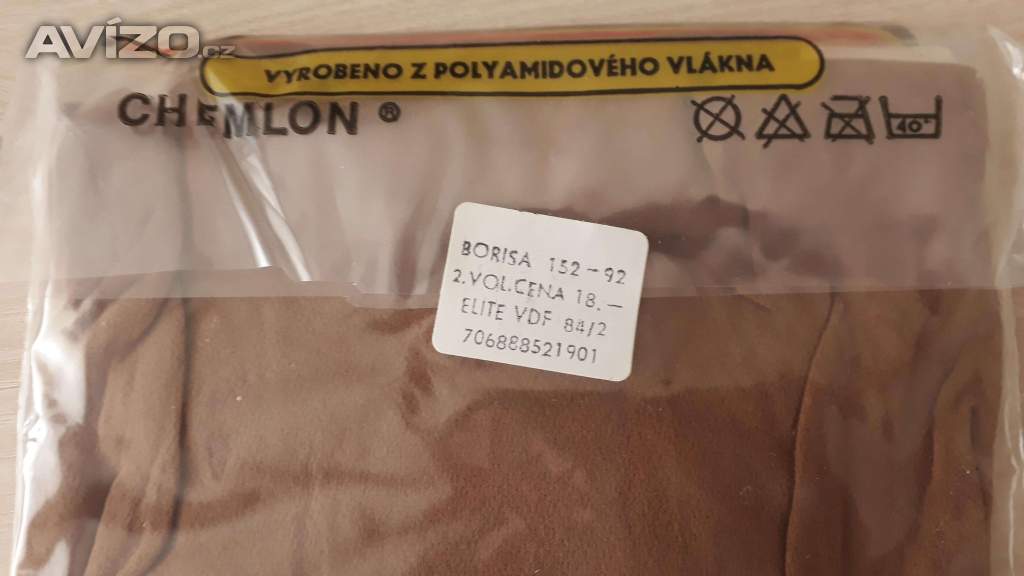 AVÍZO.cz
VYROBENO Z POLYAMIDOVÉHO VLÁKNA
CHEMLON ®
40°
BORISA 152-92
2. VOL.CENA 18.—
ELITE VDF 84/2
706888521901